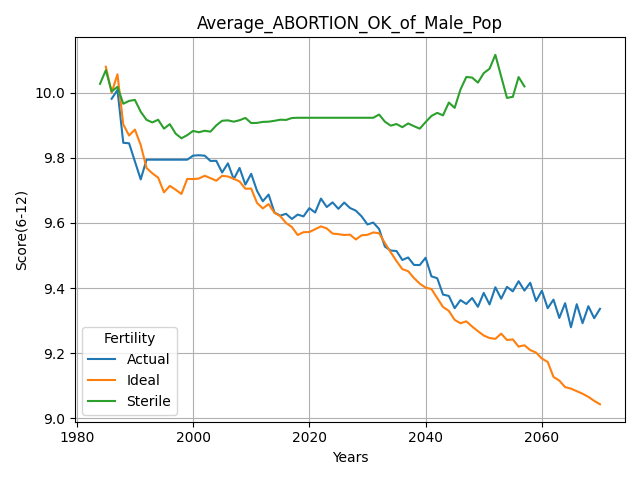 Average_ABORTION_OK_of_Male_Pop
Score(6-12)
10.0
9.8
9.6
9.4
9.2
9.0
Fertility
Actual
Ideal
Sterile
1980
2000
2020
2040
2060
Years